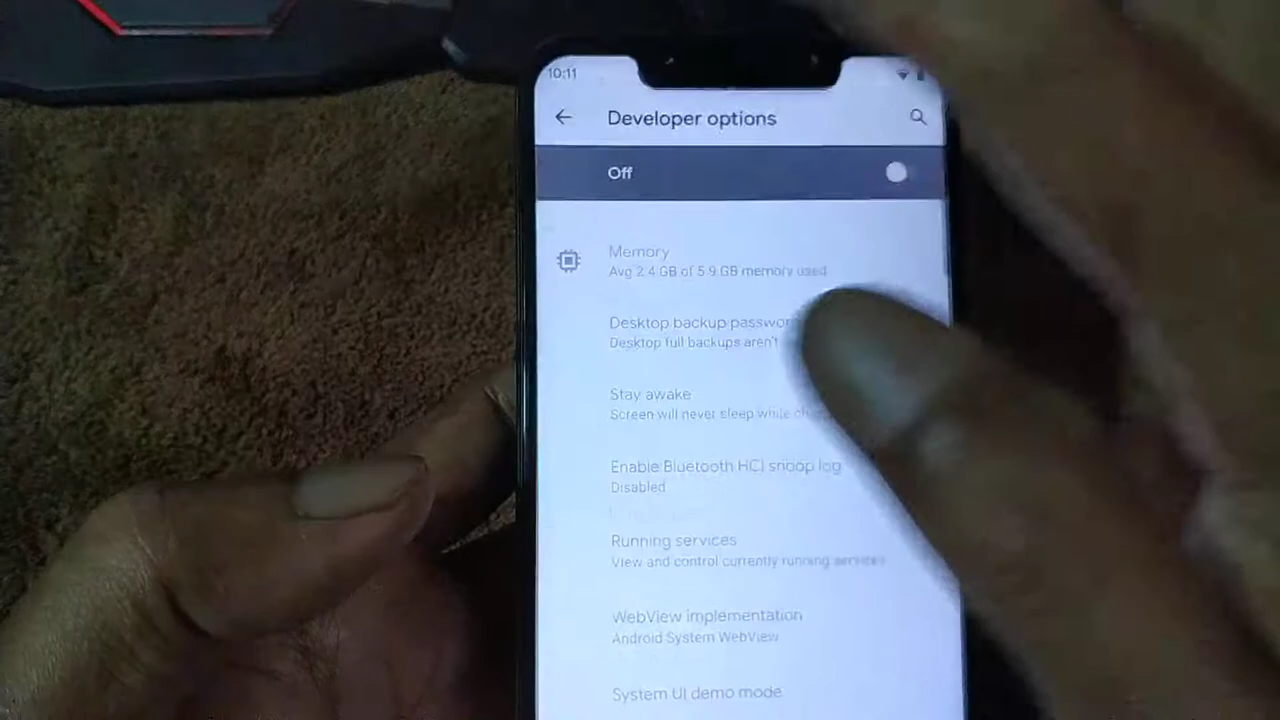 10:11
Developer options
Off
Memory
Avg 2.4 GB of 5.9 GB memory used
Desktop backup passwor
Desktop full backups aren't
Stay awake
Screen will never sleep while
Enable Bluetooth HCI snoop log
Disabled
Running services
View and control currently running services
WebView implementation
Android System WebView
System UI demo mode